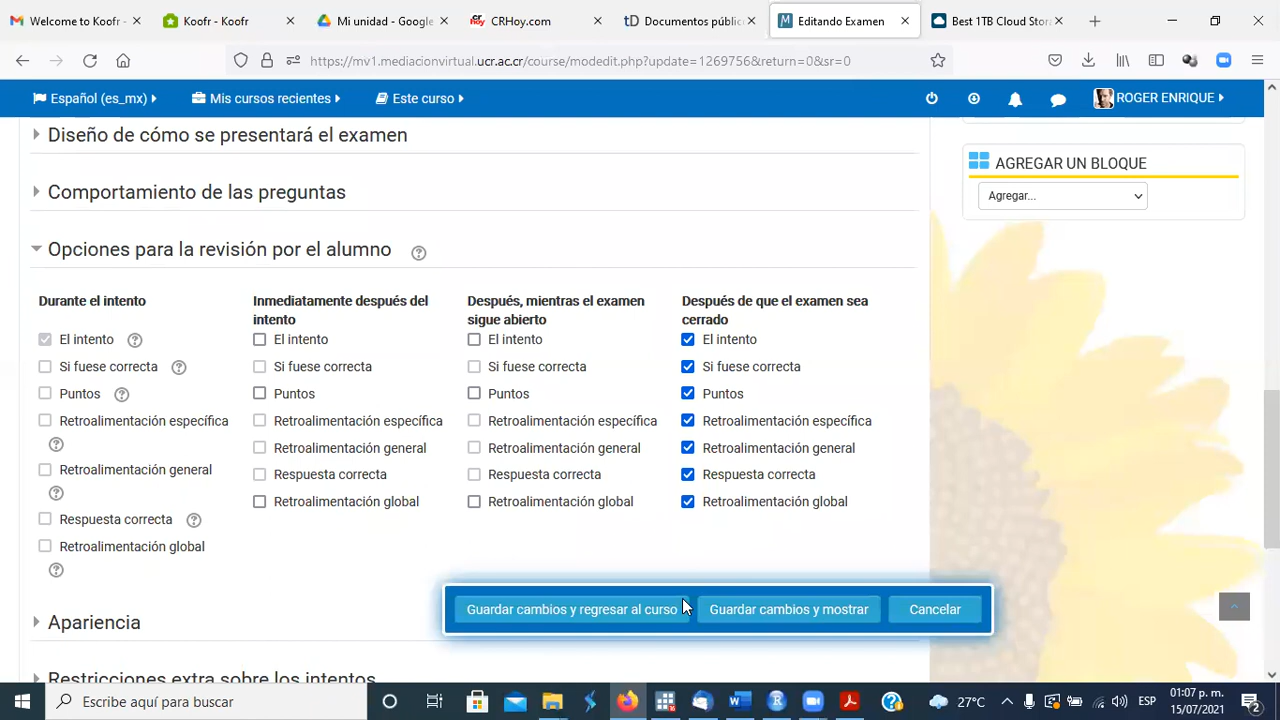 Welcome to Koofr -
Koofr - Koofr
Mi unidad - Google
CRHoy.com
Documentos públic
Editando Examen
Best 1TB Cloud Stor
https://mv1.mediacionvirtual.ucr.ac.cr/course/modedit.php?update=1269756&return=0&sr=0
Español (es_mx)
Mis cursos recientes
Este curso
ROGER ENRIQUE
Diseño de cómo se presentará el examen
AGREGAR UN BLOQUE
Agregar...
Comportamiento de las preguntas
Opciones para la revisión por el alumno
Durante el intento
El intento
Si fuese correcta
Puntos
Retroalimentación específica
Retroalimentación general
Respuesta correcta
Retroalimentación global
Inmediatamente después del
intento
El intento
Si fuese correcta
Puntos
Retroalimentación específica
Retroalimentación general
Respuesta correcta
Retroalimentación global
Después, mientras el examen
sigue abierto
El intento
Si fuese correcta
Puntos
Retroalimentación específica
Retroalimentación general
Respuesta correcta
Retroalimentación global
Después de que el examen sea
cerrado
El intento
Si fuese correcta
Puntos
Retroalimentación específica
Retroalimentación general
Respuesta correcta
Retroalimentación global
Guardar cambios y regresar al curso
Guardar cambios y mostrar
Cancelar
Apariencia
Restricciones extra sobre los intentos
Escribe aquí para buscar
27°C
ESP
01:07 p. m.
15/07/2021
2